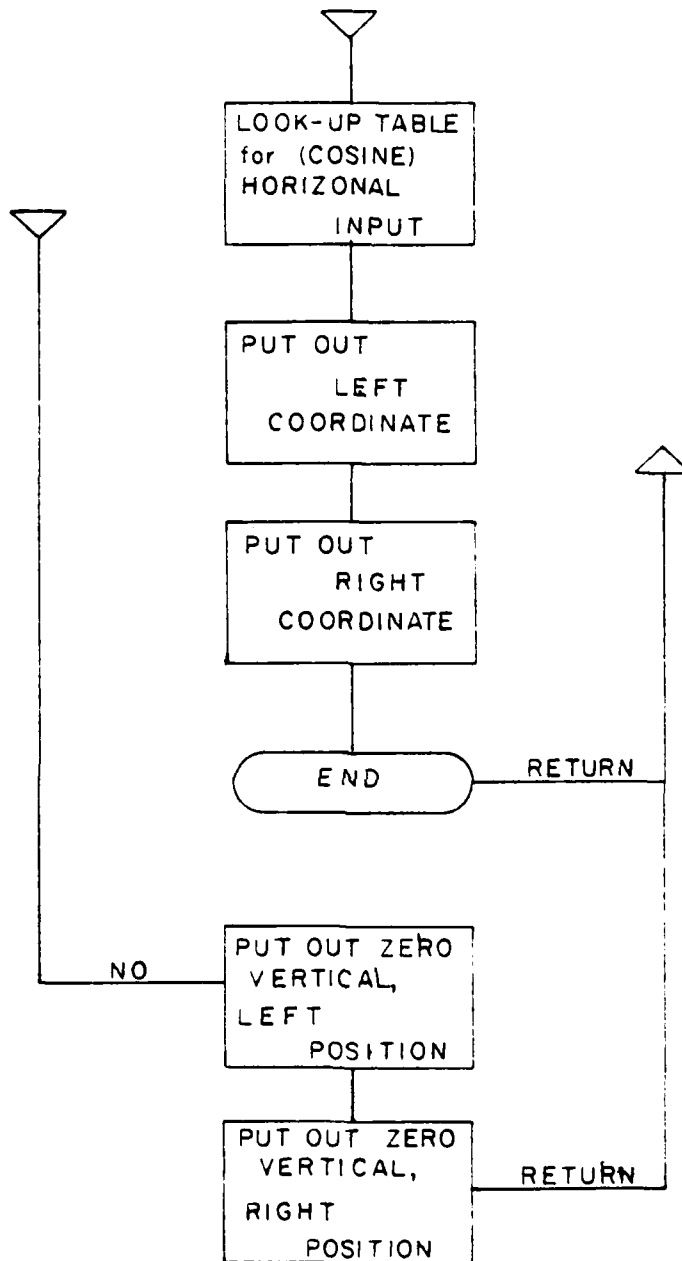 LOOK-UP TABLE
for (COSINE)
HORIZONAL
INPUT
PUT OUT
LEFT
COORDINATE
PUT OUT
RIGHT
COORDINATE
END
RETURN
NO
PUT OUT ZERO
VERTICAL,
LEFT
POSITION
PUT OUT ZERO
VERTICAL,
RIGHT
POSITION
RETURN